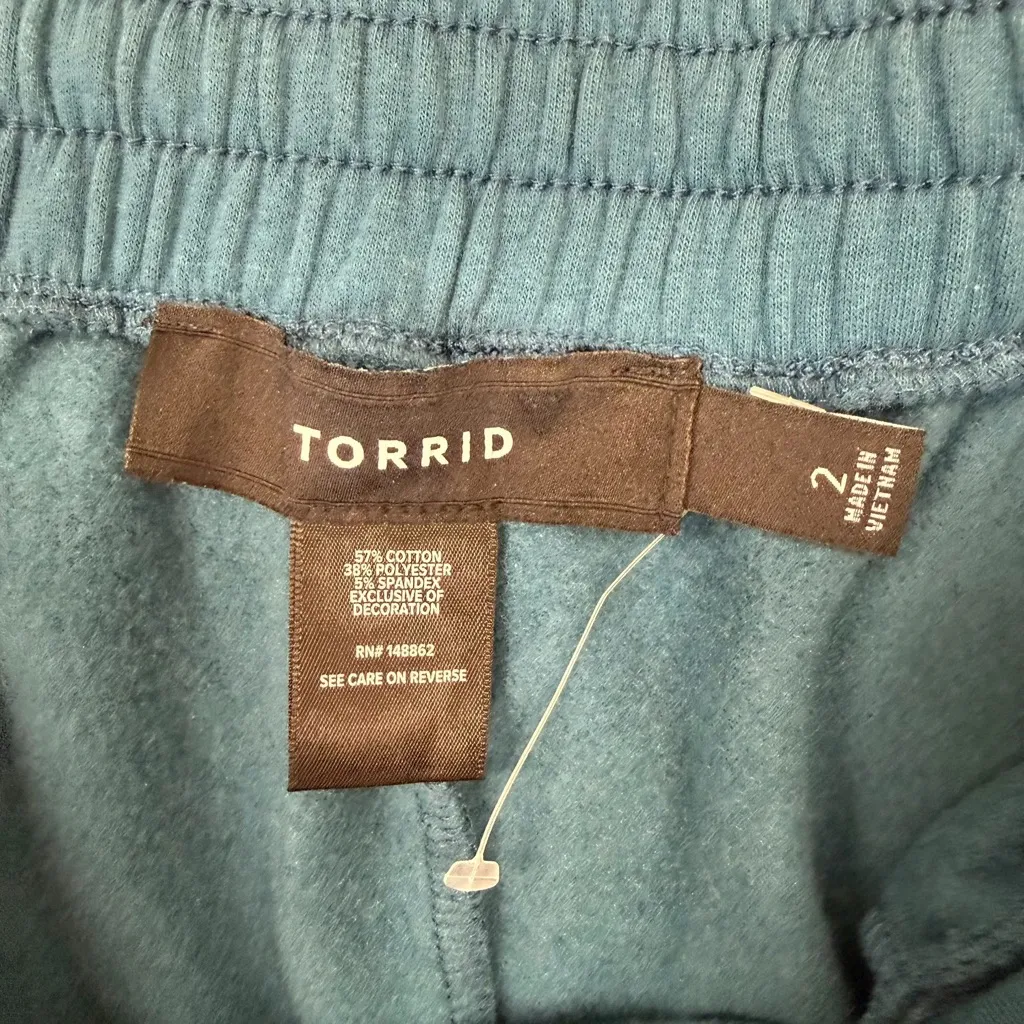 TORRID
2
MADE IN
VIETNAM
57% COTTON
38% POLYESTER
5% SPANDEX
EXCLUSIVE OF
DECORATION
RN# 148862
SEE CARE ON REVERSE